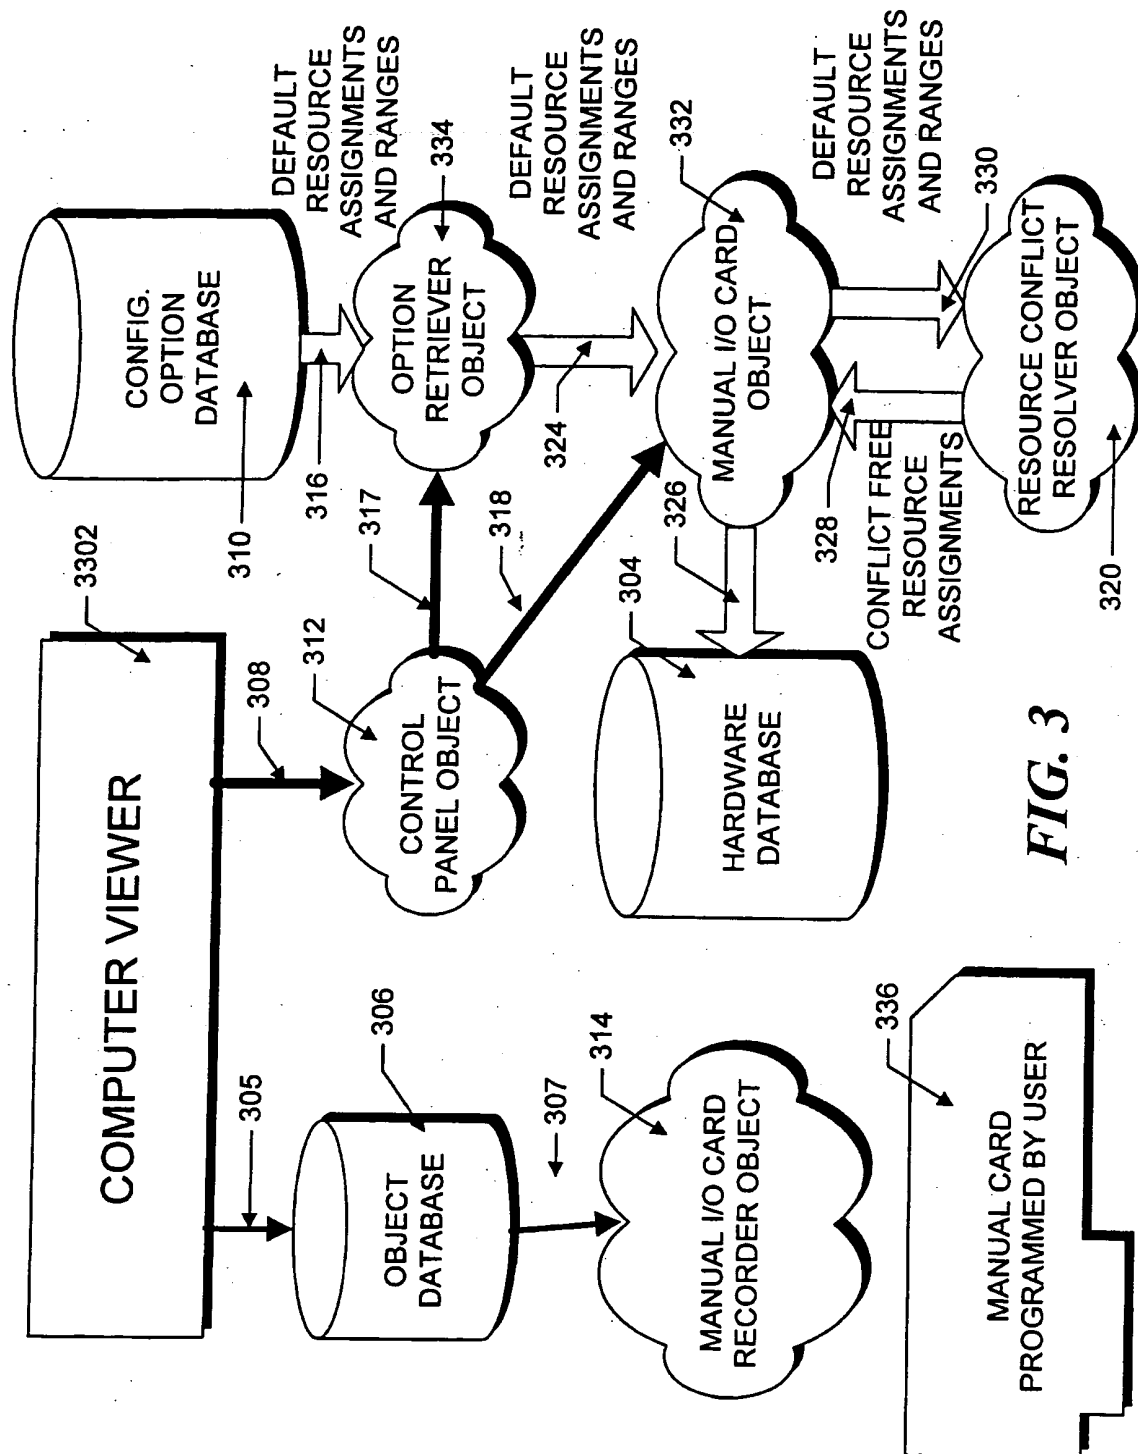 COMPUTER VIEWER
3302
305
308
OBJECT
DATABASE
306
307
MANUAL I/O CARD
RECORDER OBJECT
314
MANUAL CARD
PROGRAMMED BY USER
336
CONTROL
PANEL OBJECT
312
317
318
CONFIG.
OPTION
DATABASE
310
316
DEFAULT
RESOURCE
ASSIGNMENTS
AND RANGES
OPTION
RETRIEVER
OBJECT
334
324
DEFAULT
RESOURCE
ASSIGNMENTS
AND RANGES
MANUAL I/O CARD
OBJECT
332
326
HARDWARE
DATABASE
304
328
CONFLICT FREE
RESOURCE
ASSIGNMENTS
DEFAULT
RESOURCE
ASSIGNMENTS
AND RANGES
330
RESOURCE CONFLICT
RESOLVER OBJECT
320
FIG. 3